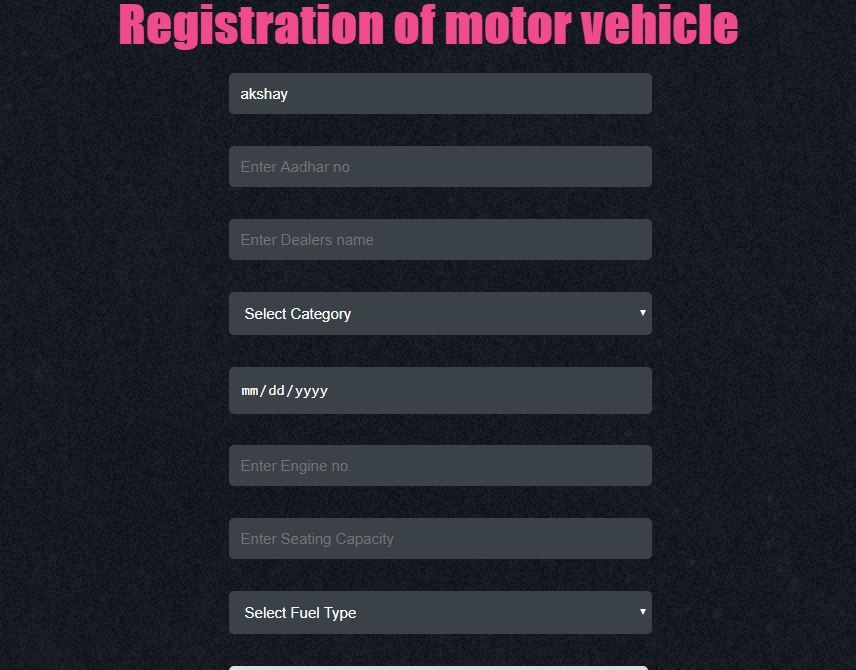 Registration of motor vehicle
akshay
Enter Aadhar no
Enter Dealers name
Select Category
mm/dd/yyyy
Enter Engine no.
Enter Seating Capacity
Select Fuel Type